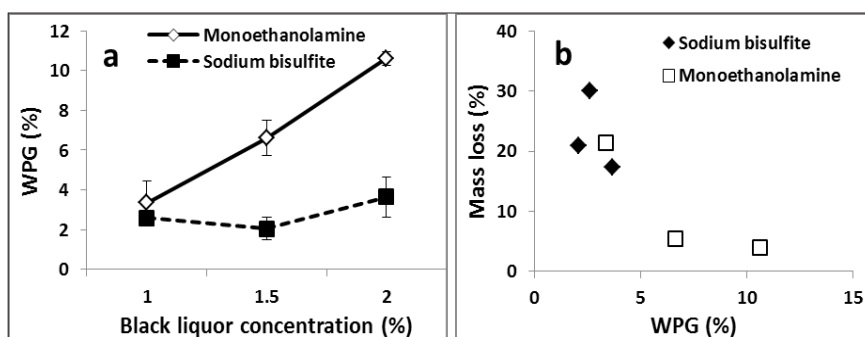 a
Monoethanolamine
Sodium bisulfite
WPG (%)
12
10
8
6
4
2
0
1 1.5 2
Black liquor concentration (%)
b
Sodium bisulfite
Monoethanolamine
Mass loss (%)
40
30
20
10
0
0 5 10 15
WPG (%)